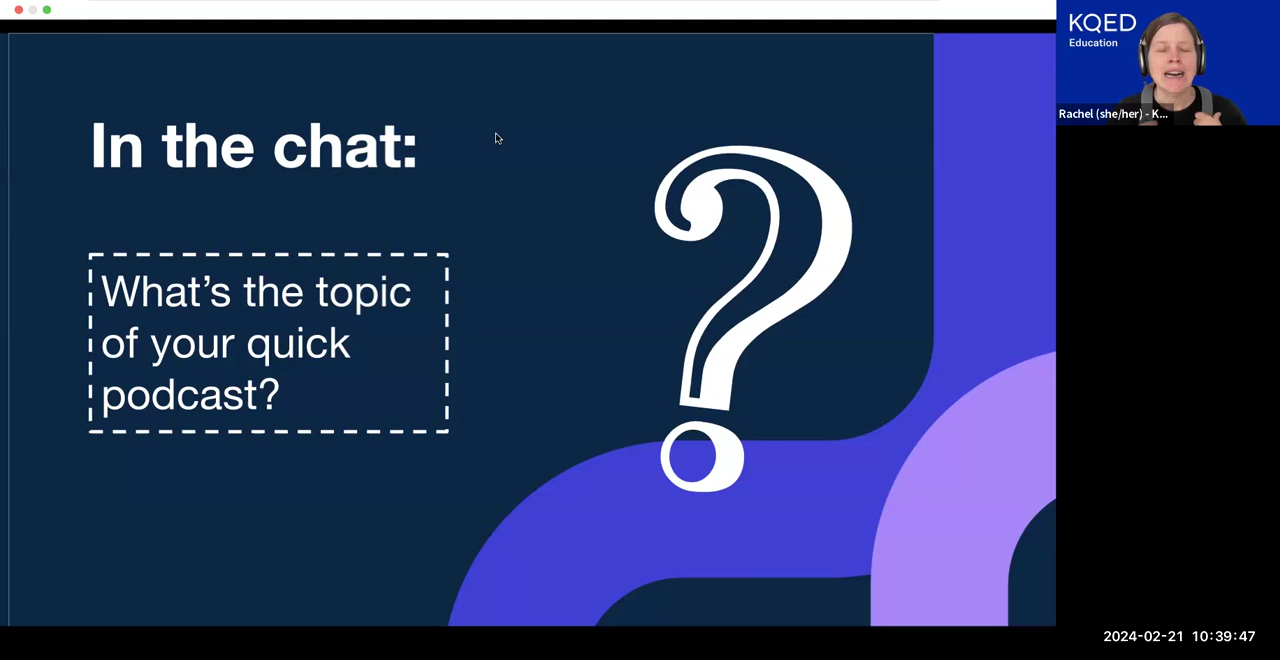 KQED
Education
Rachel (she/her) - K...
In the chat:
What’s the topic
of your quick
podcast?
?
2024-02-21 10:39:47